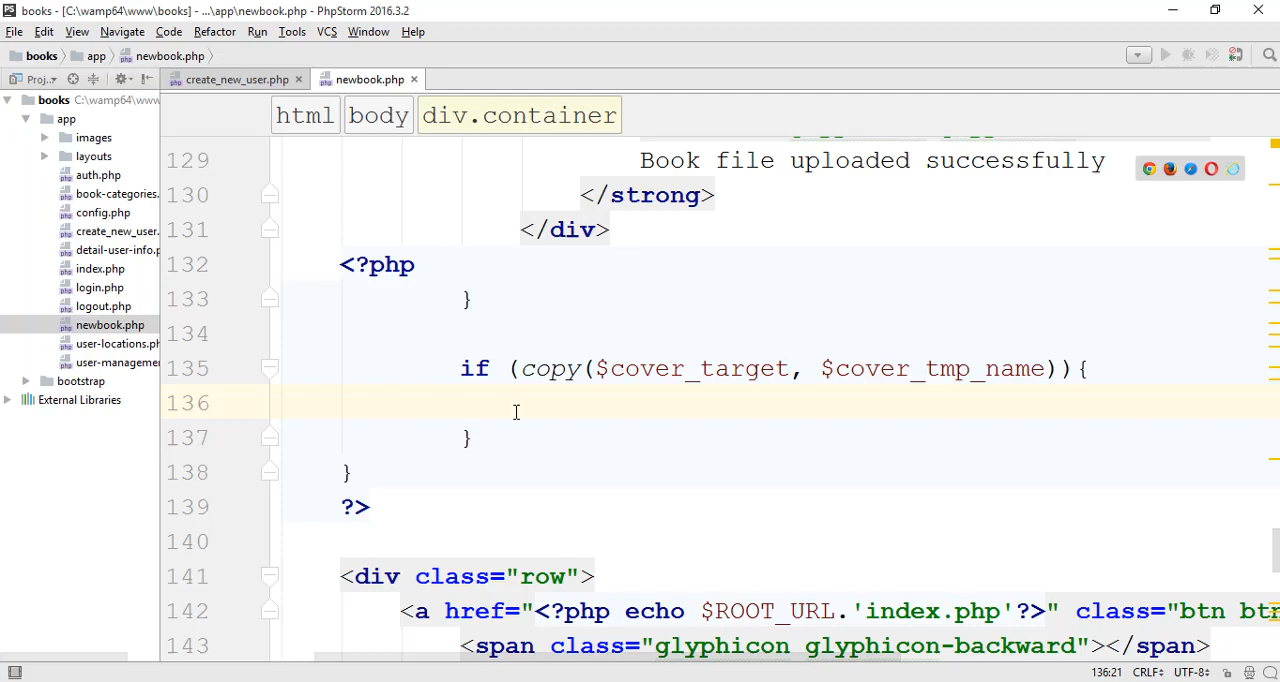 books - [C:\wamp64\www\books] - ...\app\newbook.php - PhpStorm 2016.3.2
File Edit View Navigate Code Refactor Run Tools VCS Window Help
books app newbook.php
Proj.. create_new_user.php newbook.php
books C:\wamp64\www
app
images
layouts
auth.php
book-categories.
config.php
create_new_user.
detail-user-info.p
index.php
login.php
logout.php
newbook.php
user-locations.ph
user-manageme
bootstrap
External Libraries
html body div.container
129 Book file uploaded successfully
130 </strong>
131 </div>
132 <?php
133 }
134
135 if (copy($cover_target, $cover_tmp_name)){
136
137 }
138 }
139 ?>
140
141 <div class="row">
142 <a href="<?php echo $ROOT_URL.'index.php'?>" class="btn btn
143 <span class="glyphicon glyphicon-backward"></span>
136:21 CRLF UTF-8